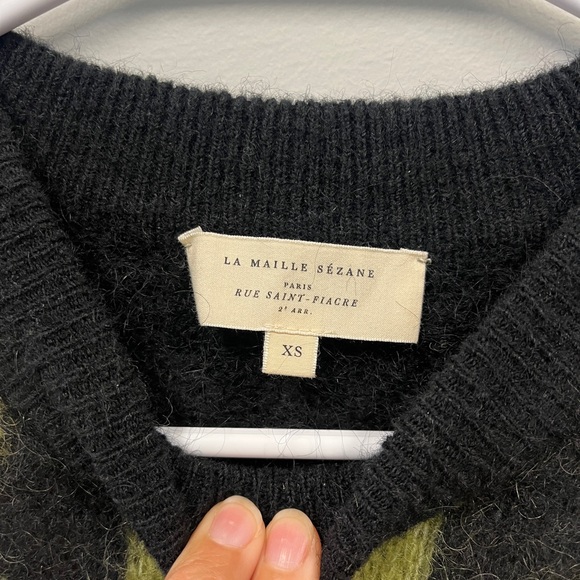 LA MAILLE SÉZANE
PARIS
RUE SAINT-FIACRE
2ᵉ ARR.
XS